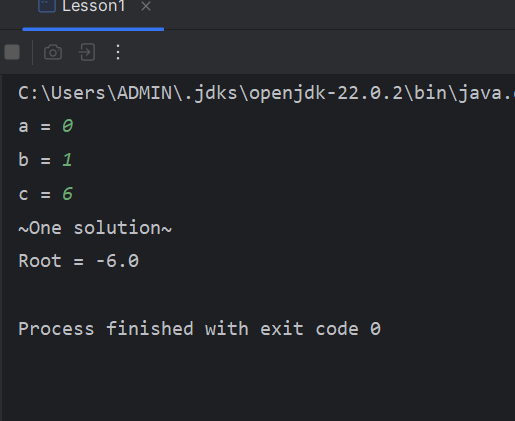 Lesson1
C:\Users\ADMIN\.jdks\openjdk-22.0.2\bin\java.
a = 0
b = 1
c = 6
~One solution~
Root = -6.0
Process finished with exit code 0